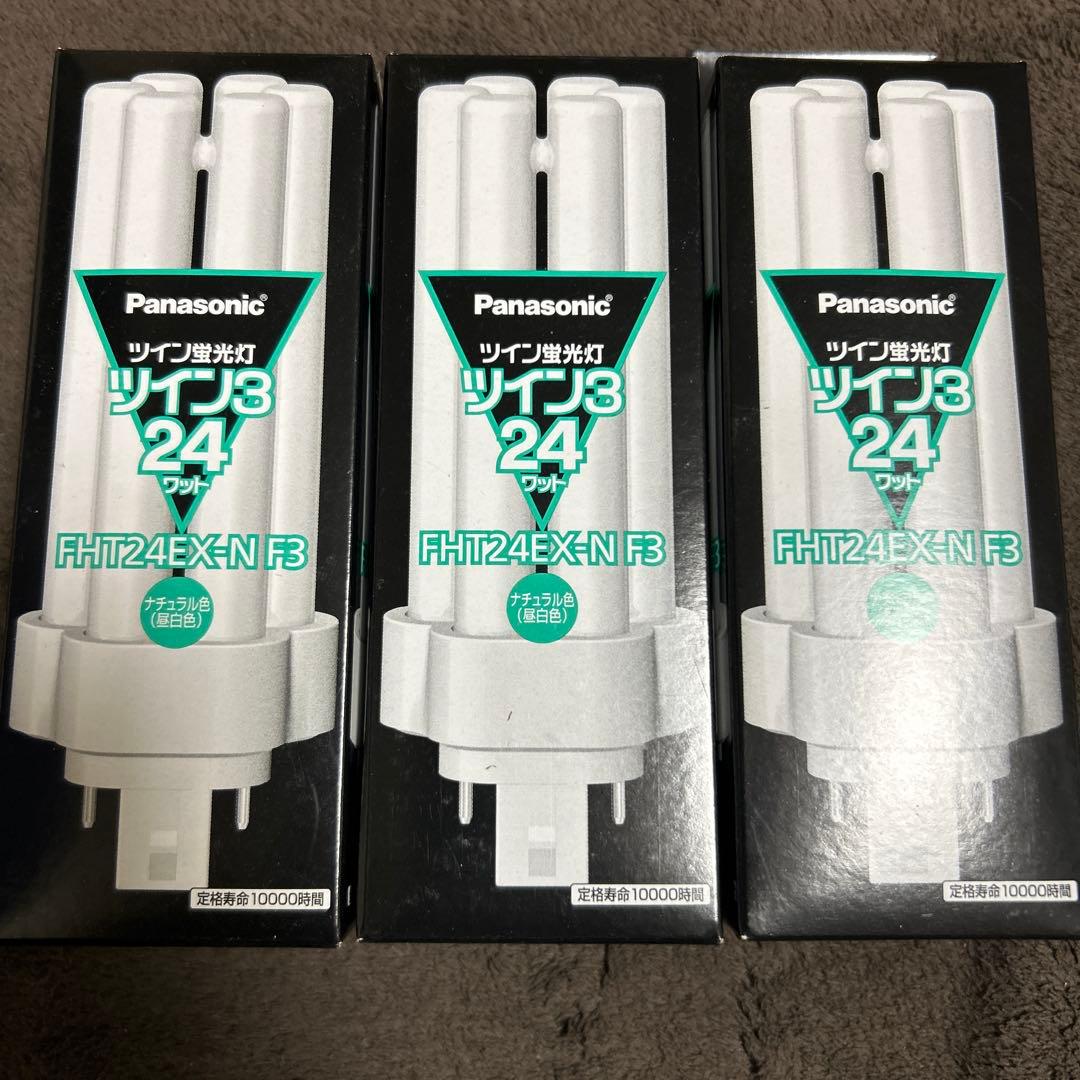 Panasonic®
ツイン蛍光灯
ツイン3
24
ワット
FHT24EX-N F3
ナチュラル色
(昼白色)
定格寿命10000時間
Panasonic®
ツイン蛍光灯
ツイン3
24
ワット
FHT24EX-N F3
ナチュラル色
(昼白色)
定格寿命10000時間
Panasonic®
ツイン蛍光灯
ツイン3
24
ワット
FHT24EX-N F3
定格寿命10000時間